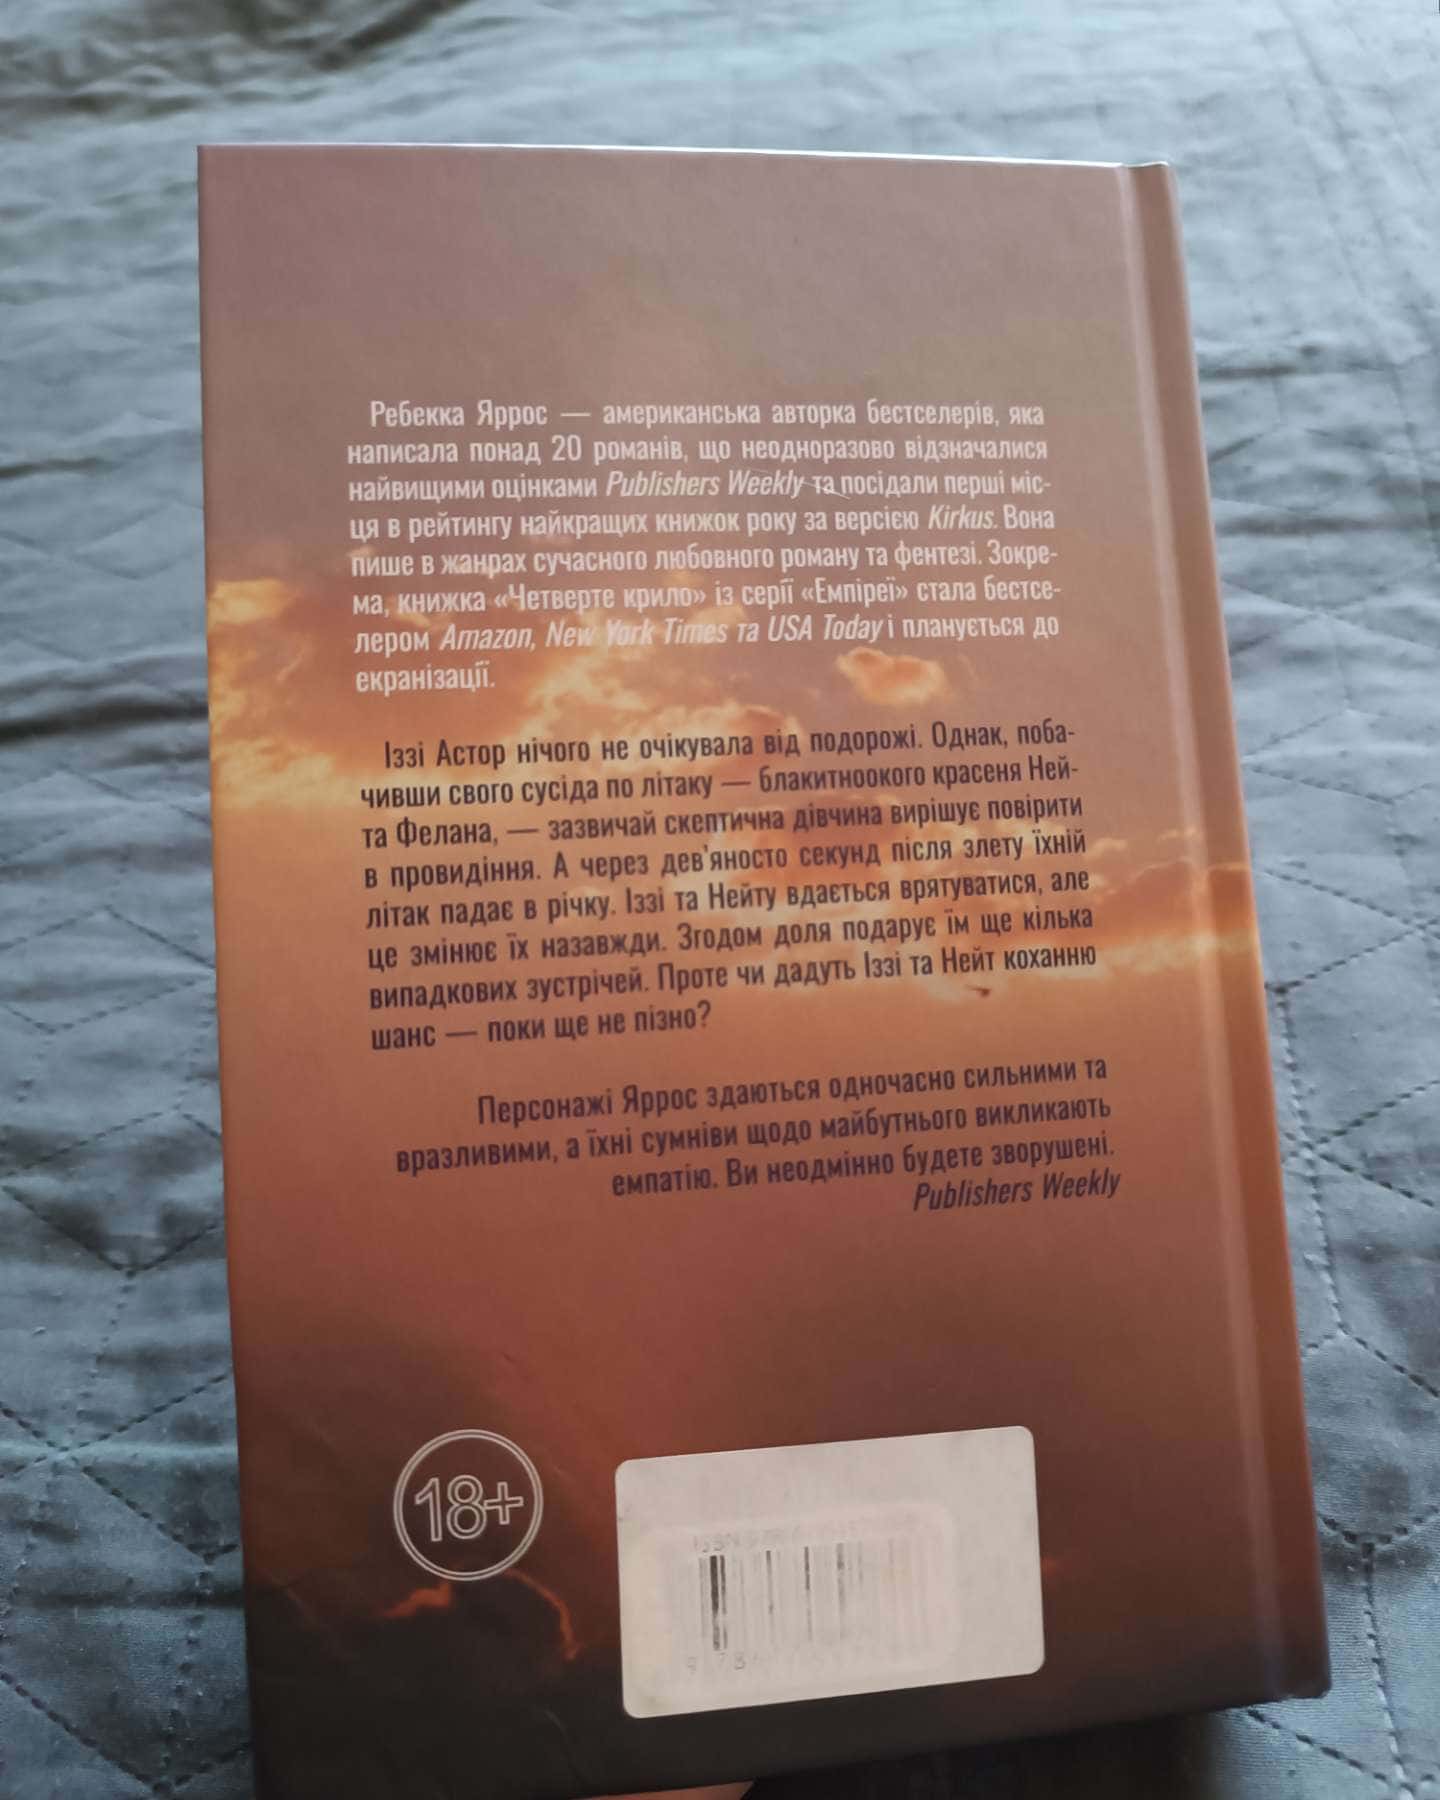 Ребекка Яррос — американська авторка бестселерів, яка
написала понад 20 романів, що неодноразово відзначалися
найвищими оцінками Publishers Weekly та посідали перші міс-
ця в рейтингу найкращих книжок року за версією Kirkus. Вона
пише в жанрах сучасного любовного роману та фентезі. Зокре-
ма, книжка «Четверте крило» із серії «Емпіреї» стала бестсе-
лером Amazon, New York Times та USA Today і планується до
екранізації.
Іззі Астор нічого не очікувала від подорожі. Однак, поба-
чивши свого сусіда по літаку — блакитноокого красеня Ней-
та Фелана, — зазвичай скептична дівчина вирішує повірити
в провидіння. А через дев'яносто секунд після злету їхній
літак падає в річку. Іззі та Нейту вдається врятуватися, але
це змінює їх назавжди. Згодом доля подарує їм ще кілька
випадкових зустрічей. Проте чи дадуть Іззі та Нейт коханню
шанс — поки ще не пізно?
Персонажі Яррос здаються одночасно сильними та
вразливими, а їхні сумніви щодо майбутнього викликають
емпатію. Ви неодмінно будете зворушені.
Publishers Weekly
18+
ISBN